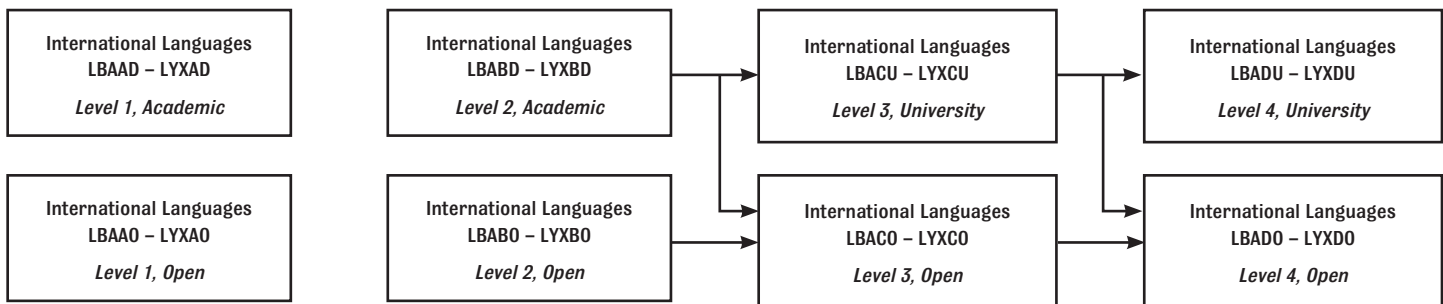 International Languages
LBAAD – LYXAD
Level 1, Academic
International Languages
LBABD – LYXBD
Level 2, Academic
International Languages
LBACU – LYXCU
Level 3, University
International Languages
LBADU – LYXDU
Level 4, University
International Languages
LBAAO – LYXAO
Level 1, Open
International Languages
LBABO – LYXBO
Level 2, Open
International Languages
LBACO – LYXCO
Level 3, Open
International Languages
LBADO – LYXDO
Level 4, Open